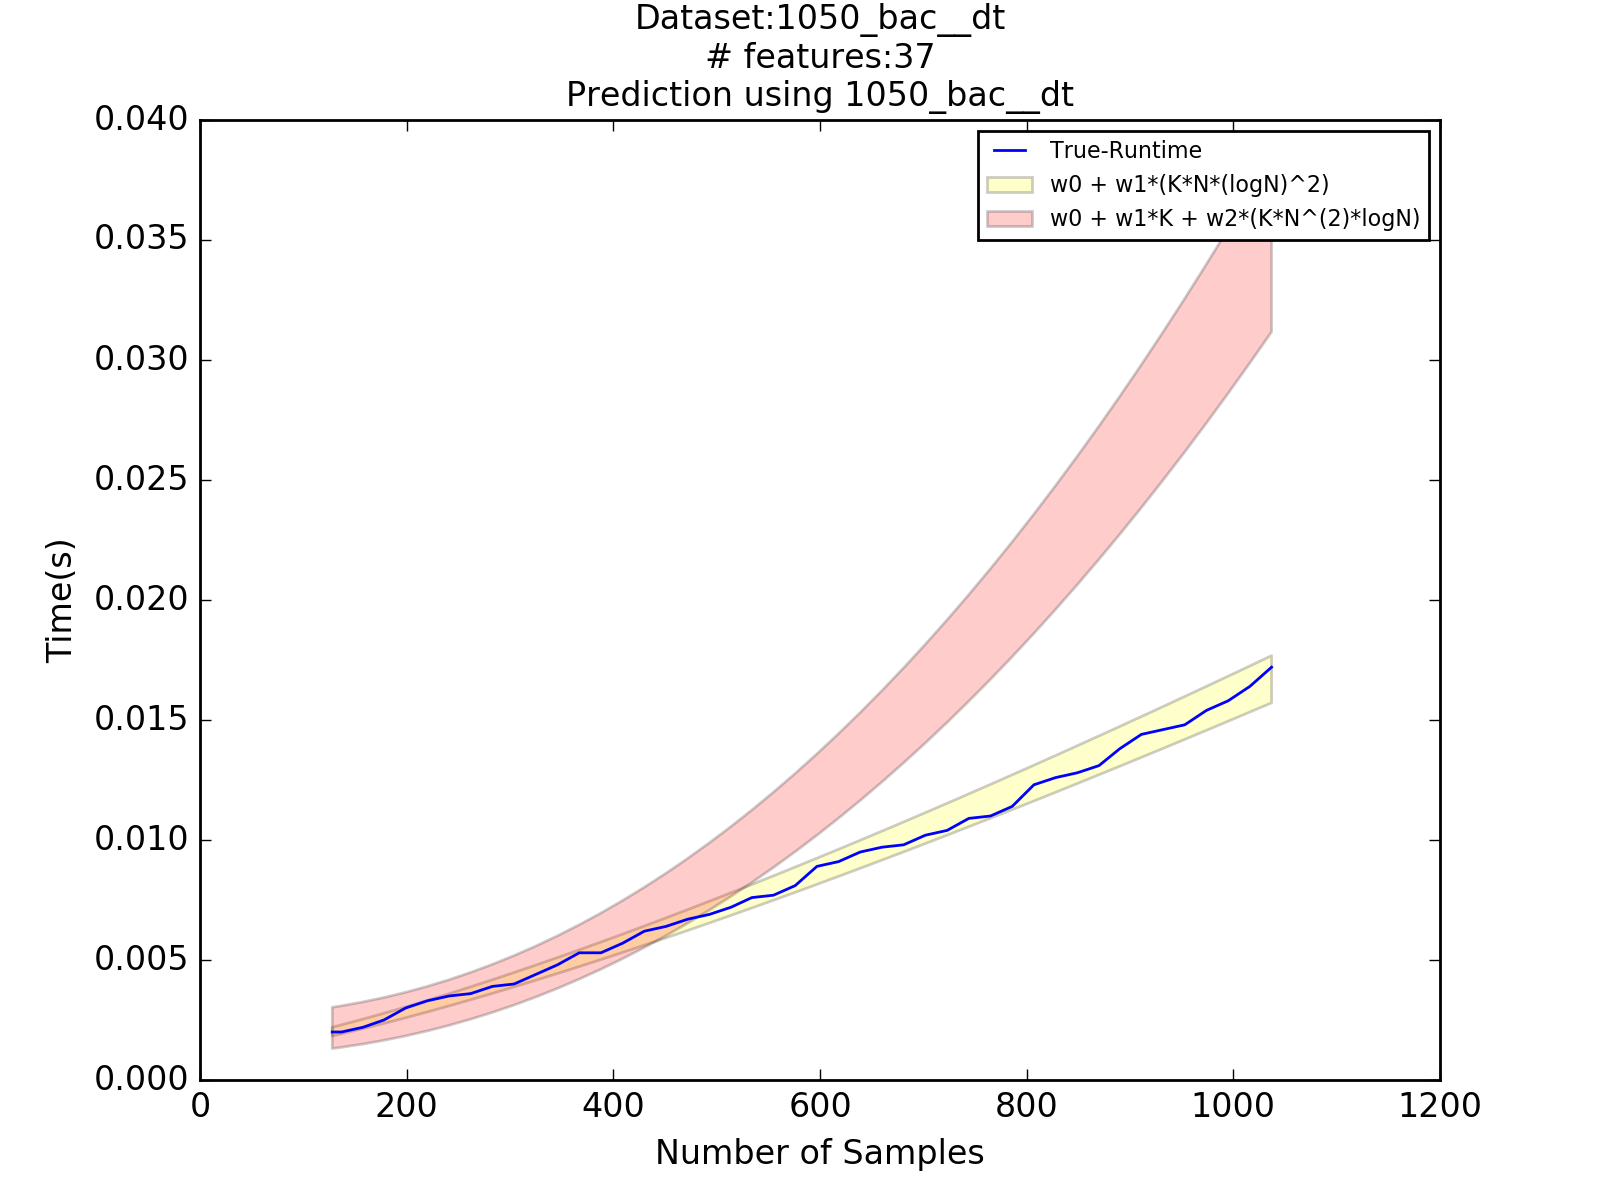 Dataset:1050_bac__dt
# features:37
Prediction using 1050_bac__dt
0.040
0.035
0.030
0.025
0.020
0.015
0.010
0.005
0.000
Time(s)
True-Runtime
w0 + w1*(K*N*(logN)^2)
w0 + w1*K + w2*(K*N^(2)*logN)
0 200 400 600 800 1000 1200
Number of Samples